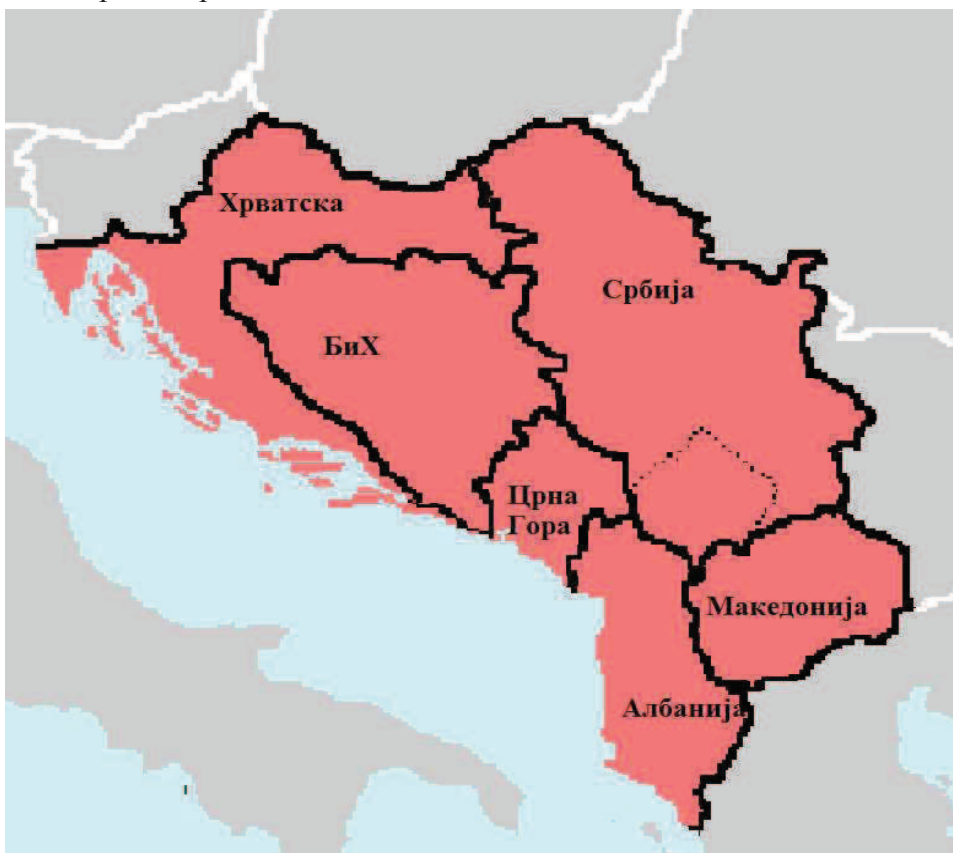 Хрватска
Србија
БиХ
Црна
Гора
Македонија
Албанија